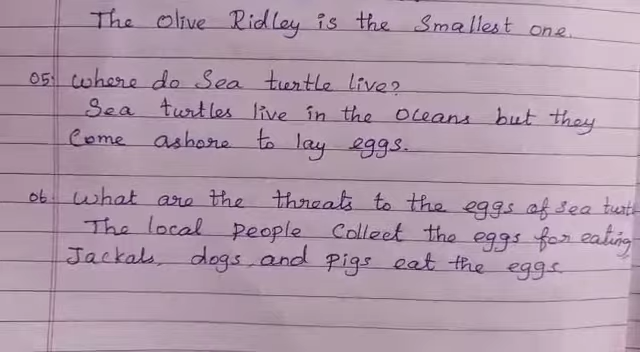 The Olive Ridley is the Smallest one.
05. Where do Sea turtle live?
Sea turtles live in the Oceans but they
Come ashore to lay eggs.
06. What are the threats to the eggs of sea
The local people Collect the eggs for eating
Jackals, dogs and pigs eat the eggs